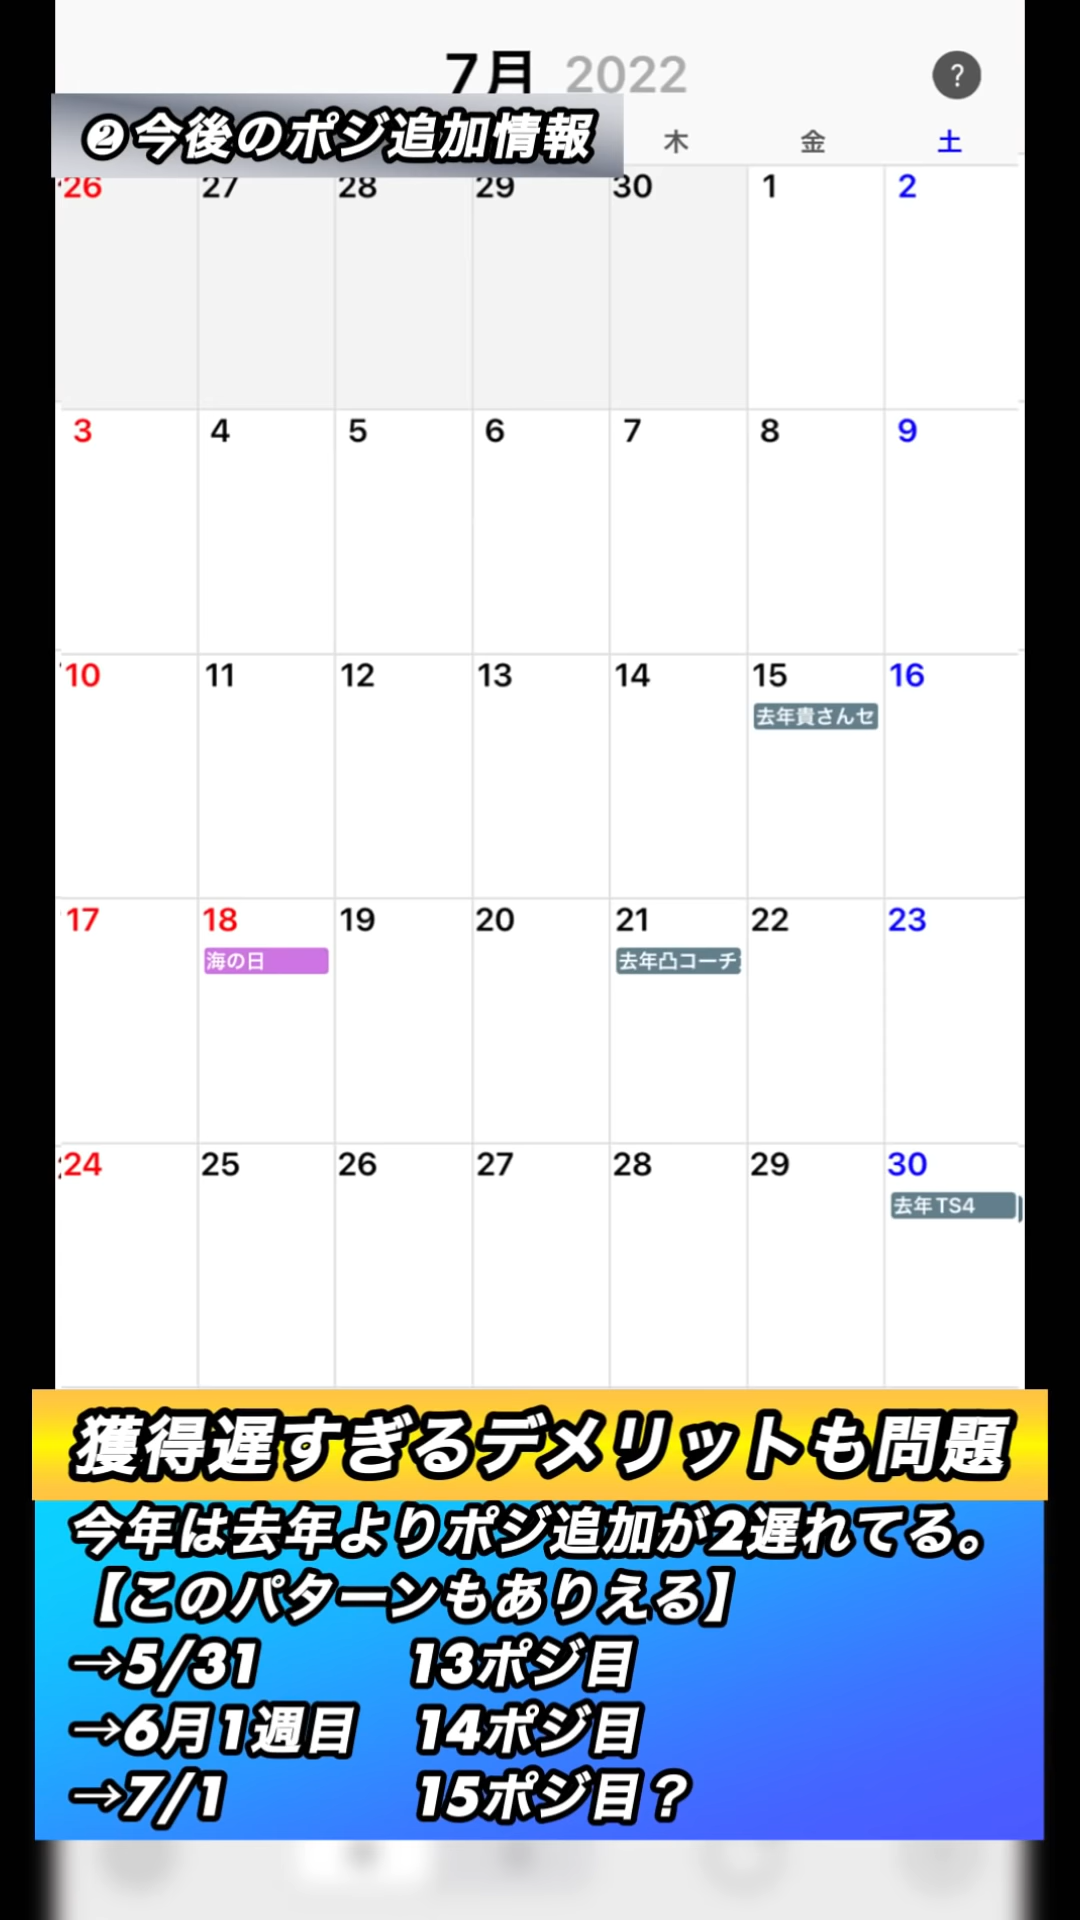 7月 2022
?
❷今後のポジ追加情報
木 金 土
26 27 28 29 30 1 2
3 4 5 6 7 8 9
10 11 12 13 14 15 16
去年貴さんセ
17 18 19 20 21 22 23
海の日 去年凸コーチ
24 25 26 27 28 29 30
去年TS4
獲得遅すぎるデメリットも問題
今年は去年よりポジ追加が2遅れてる。
【このパターンもありえる】
→5/31 13ポジ目
→6月1週目 14ポジ目
→7/1 15ポジ目？